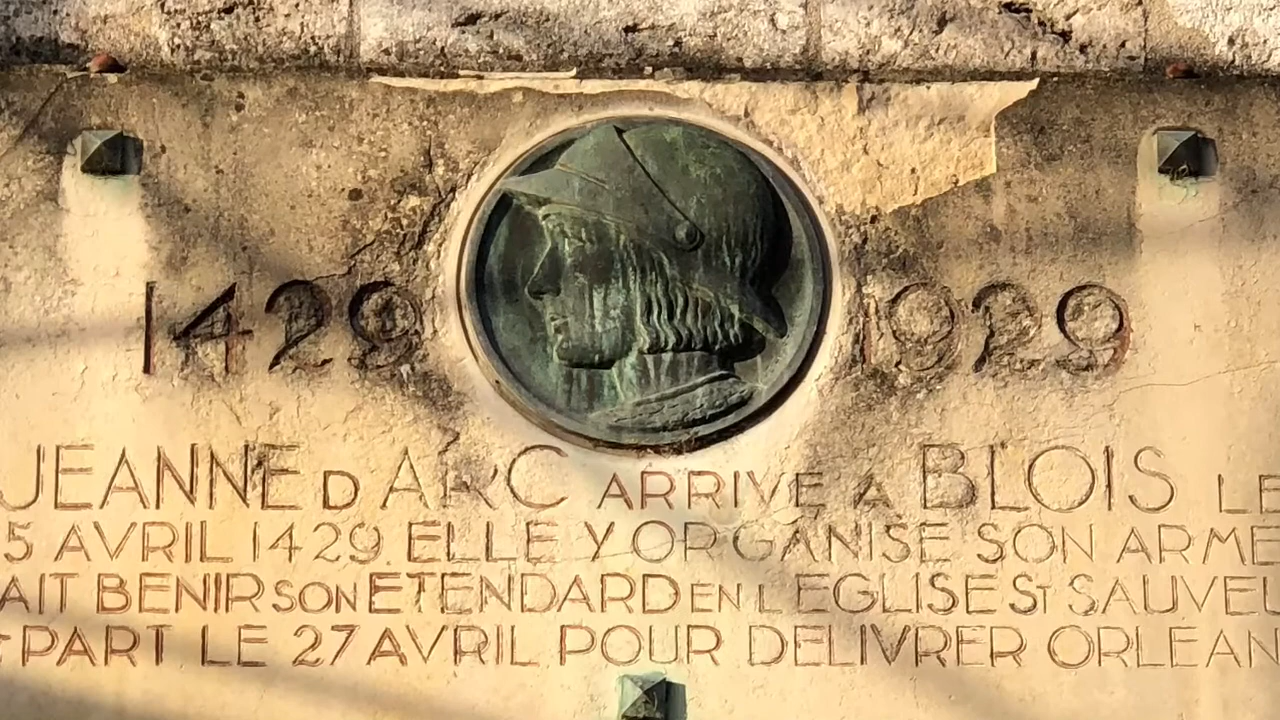 1429 1929
JEANNE D ARC ARRIVE A BLOIS LE
5 AVRIL 1429 ELLE Y ORGANISE SON ARME
AIT BENIR SON ETENDARD EN L EGLISE ST SAUVEU
PART LE 27 AVRIL POUR DELIVRER ORLEAN